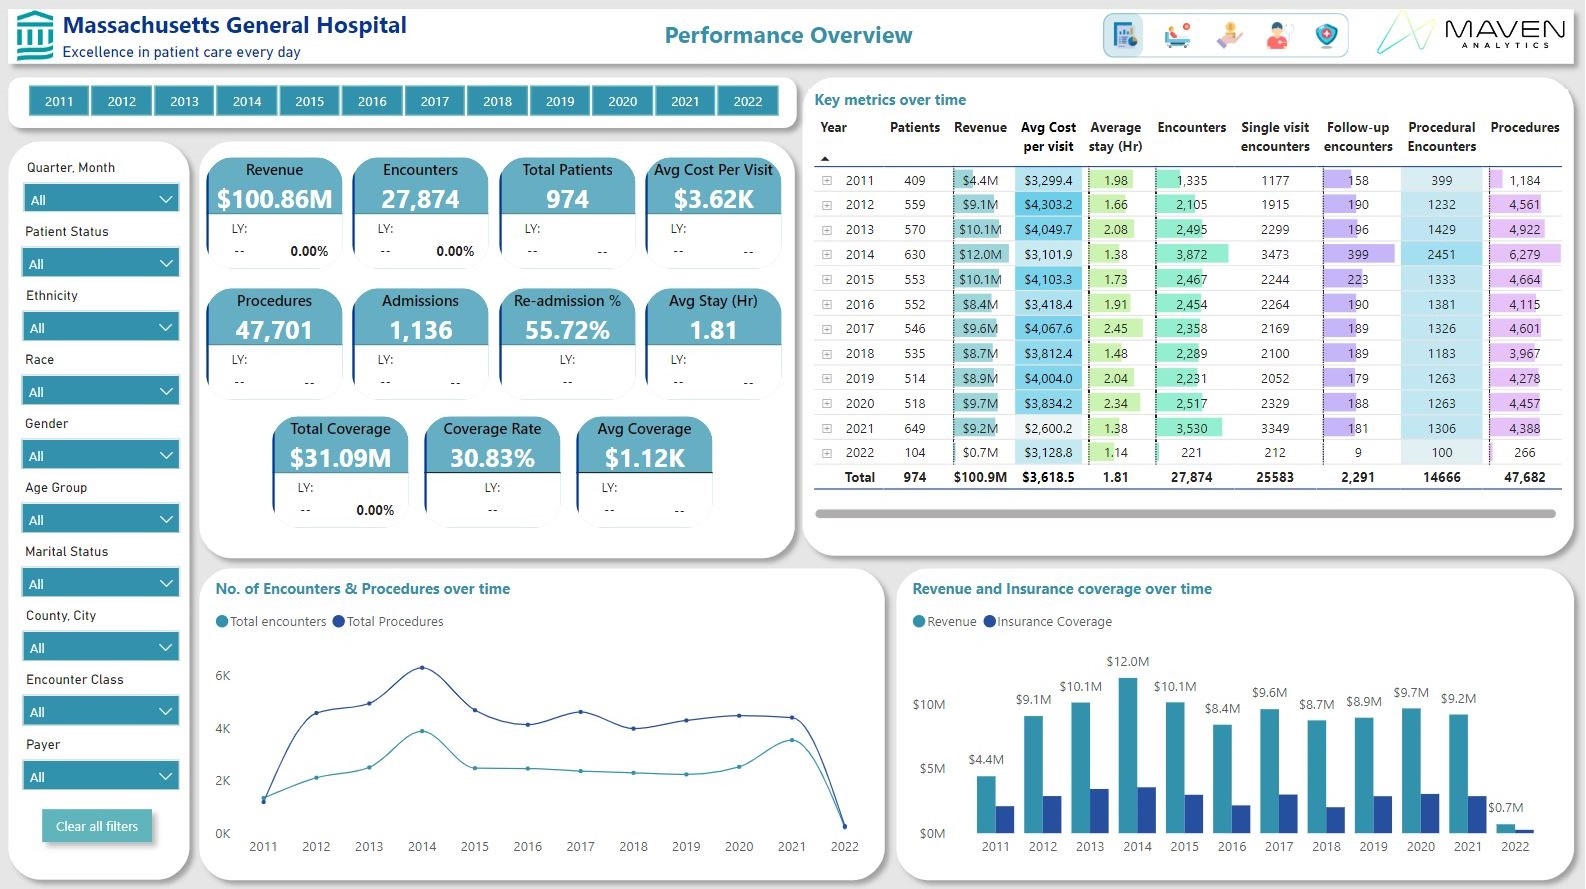 Massachusetts General Hospital
Excellence in patient care every day
Performance Overview
MAVEN
ANALYTICS
2011 2012 2013 2014 2015 2016 2017 2018 2019 2020 2021 2022
Quarter, Month
All
Patient Status
All
Ethnicity
All
Race
All
Gender
All
Age Group
All
Marital Status
All
County, City
All
Encounter Class
All
Payer
All
Clear all filters
Revenue
$100.86M
LY:
-- 0.00%
Encounters
27,874
LY:
-- 0.00%
Total Patients
974
LY:
-- --
Avg Cost Per Visit
$3.62K
LY:
-- --
Procedures
47,701
LY:
-- --
Admissions
1,136
LY:
-- --
Re-admission %
55.72%
LY:
--
Avg Stay (Hr)
1.81
LY:
-- --
Total Coverage
$31.09M
LY:
-- 0.00%
Coverage Rate
30.83%
LY:
--
Avg Coverage
$1.12K
LY:
-- --
Key metrics over time
Year Patients Revenue Avg Cost per visit Average stay (Hr) Encounters Single visit encounters Follow-up encounters Procedural Encounters Procedures
2011 409 $4.4M $3,299.4 1.98 1,335 1177 158 399 1,184
2012 559 $9.1M $4,303.2 1.66 2,105 1915 190 1232 4,561
2013 570 $10.1M $4,049.7 2.08 2,495 2299 196 1429 4,922
2014 630 $12.0M $3,101.9 1.38 3,872 3473 399 2451 6,279
2015 553 $10.1M $4,103.3 1.73 2,467 2244 223 1333 4,664
2016 552 $8.4M $3,418.4 1.91 2,454 2264 190 1381 4,115
2017 546 $9.6M $4,067.6 2.45 2,358 2169 189 1326 4,601
2018 535 $8.7M $3,812.4 1.48 2,289 2100 189 1183 3,967
2019 514 $8.9M $4,004.0 2.04 2,231 2052 179 1263 4,278
2020 518 $9.7M $3,834.2 2.34 2,517 2329 188 1263 4,457
2021 649 $9.2M $2,600.2 1.38 3,530 3349 181 1306 4,388
2022 104 $0.7M $3,128.8 1.14 221 212 9 100 266
Total 974 $100.9M $3,618.5 1.81 27,874 25583 2,291 14666 47,682
No. of Encounters & Procedures over time
Total encounters Total Procedures
6K
4K
2K
0K
2011 2012 2013 2014 2015 2016 2017 2018 2019 2020 2021 2022
Revenue and Insurance coverage over time
Revenue Insurance Coverage
$10M
$5M
$0M
$4.4M $9.1M $10.1M $12.0M $10.1M $8.4M $9.6M $8.7M $8.9M $9.7M $9.2M $0.7M
2011 2012 2013 2014 2015 2016 2017 2018 2019 2020 2021 2022